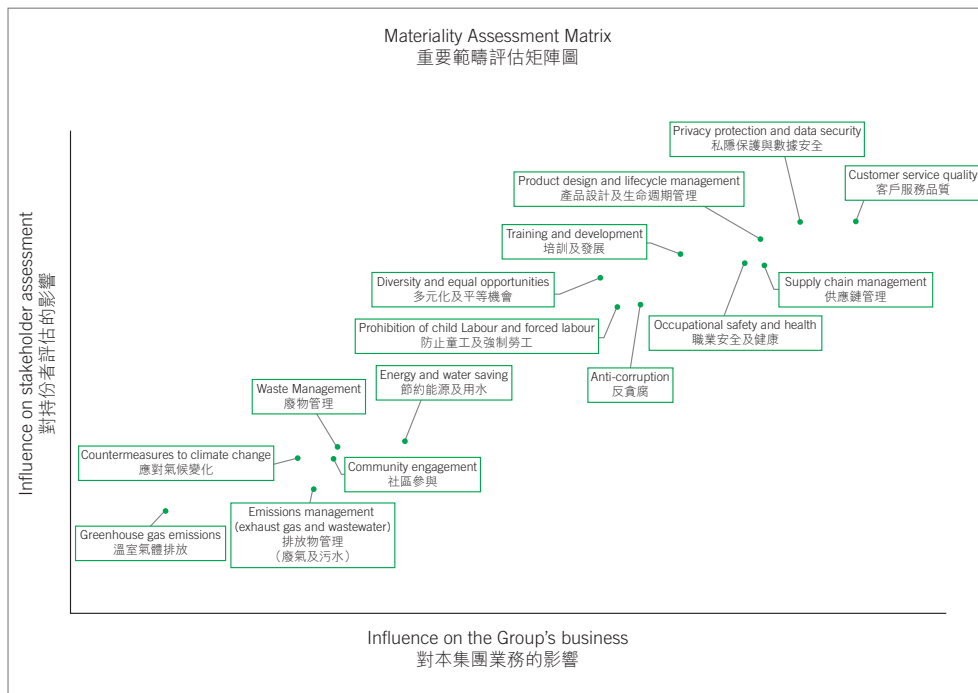 Materiality Assessment Matrix
重要範疇評估矩陣圖
Influence on stakeholder assessment
對持份者評估的影響
Privacy protection and data security
私隱保護與數據安全
Customer service quality
客戶服務品質
Product design and lifecycle management
產品設計及生命週期管理
Training and development
培訓及發展
Diversity and equal opportunities
多元化及平等機會
Supply chain management
供應鏈管理
Prohibition of child Labour and forced labour
防止童工及強制勞工
Occupational safety and health
職業安全及健康
Anti-corruption
反貪腐
Energy and water saving
節約能源及用水
Waste Management
廢物管理
Countermeasures to climate change
應對氣候變化
Community engagement
社區參與
Emissions management
(exhaust gas and wastewater)
排放物管理
（廢氣及污水）
Greenhouse gas emissions
溫室氣體排放
Influence on the Group's business
對本集團業務的影響